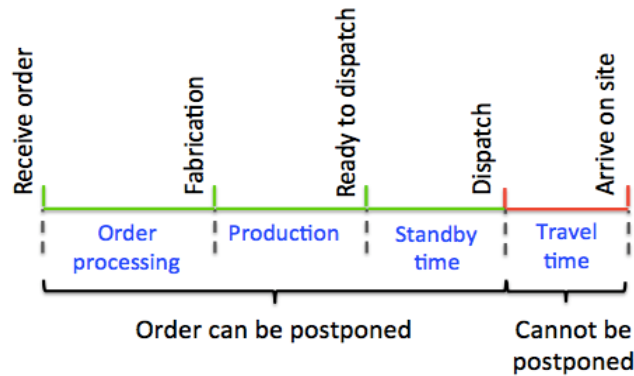 Receive order
Fabrication
Ready to dispatch
Dispatch
Arrive on site
Order
processing
Production
Standby
time
Travel
time
Order can be postponed
Cannot be
postponed